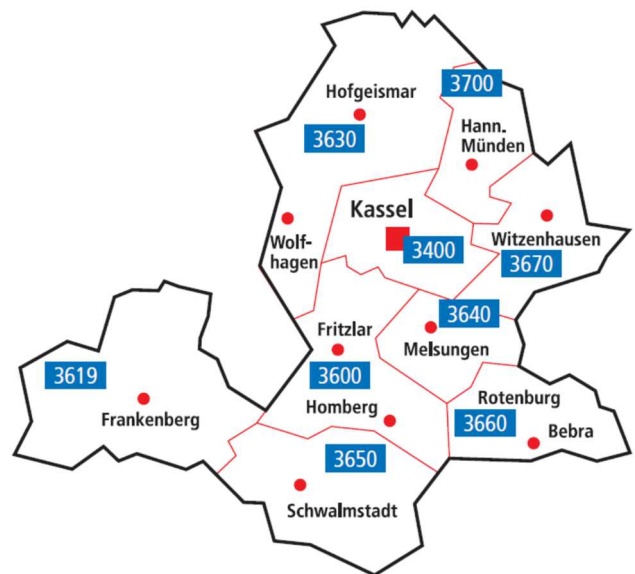 3700
Hofgeismar
3630
Hann.
Münden
Kassel
3400
Wolf-
hagen
Witzenhausen
3670
3640
Fritzlar
Melsungen
3600
3619
Frankenberg
Homberg
Rotenburg
3660
Bebra
3650
Schwalmstadt